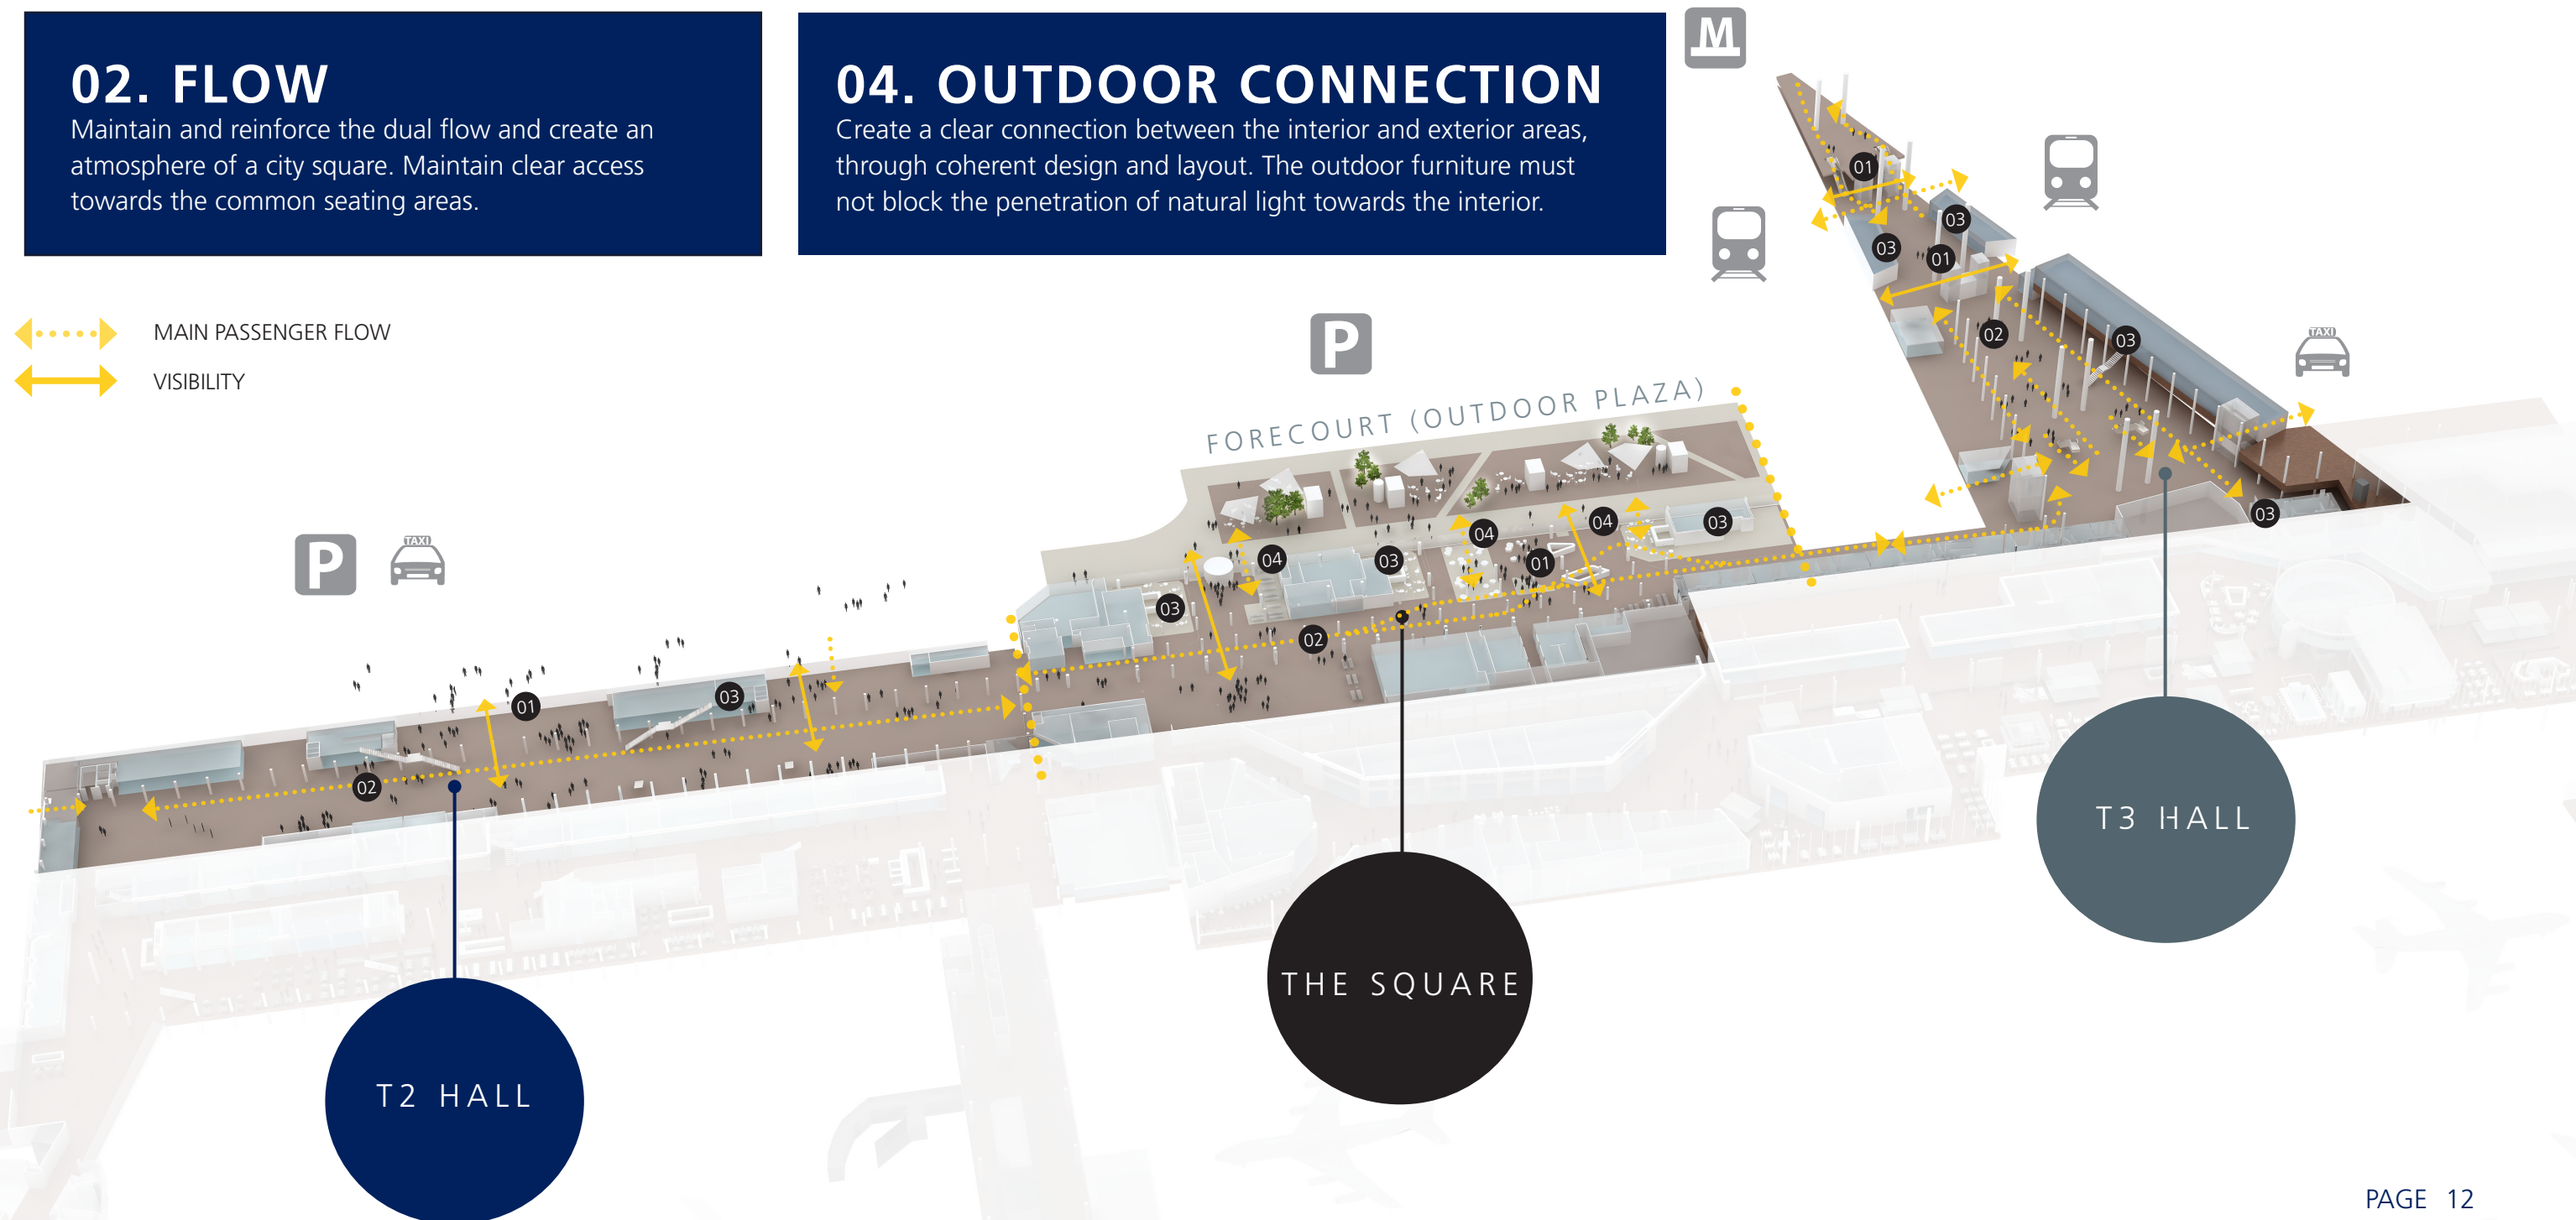 02. FLOW
Maintain and reinforce the dual flow and create an
atmosphere of a city square. Maintain clear access
towards the common seating areas.
04. OUTDOOR CONNECTION
Create a clear connection between the interior and exterior areas,
through coherent design and layout. The outdoor furniture must
not block the penetration of natural light towards the interior.
MAIN PASSENGER FLOW
VISIBILITY
M
P
TAXI
P
TAXI
FORECOURT (OUTDOOR PLAZA)
01
03
03
01
02
03
03
04
03
04
01
03
04
03
02
01
03
02
T2 HALL
THE SQUARE
T3 HALL
PAGE 12